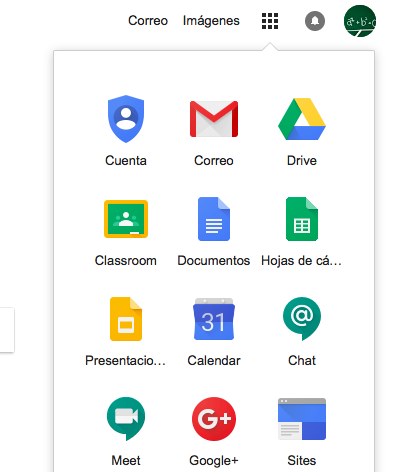 Correo Imágenes
Cuenta Correo Drive
Classroom Documentos Hojas de cá...
31
Presentacio... Calendar Chat
G+
Meet Google+ Sites